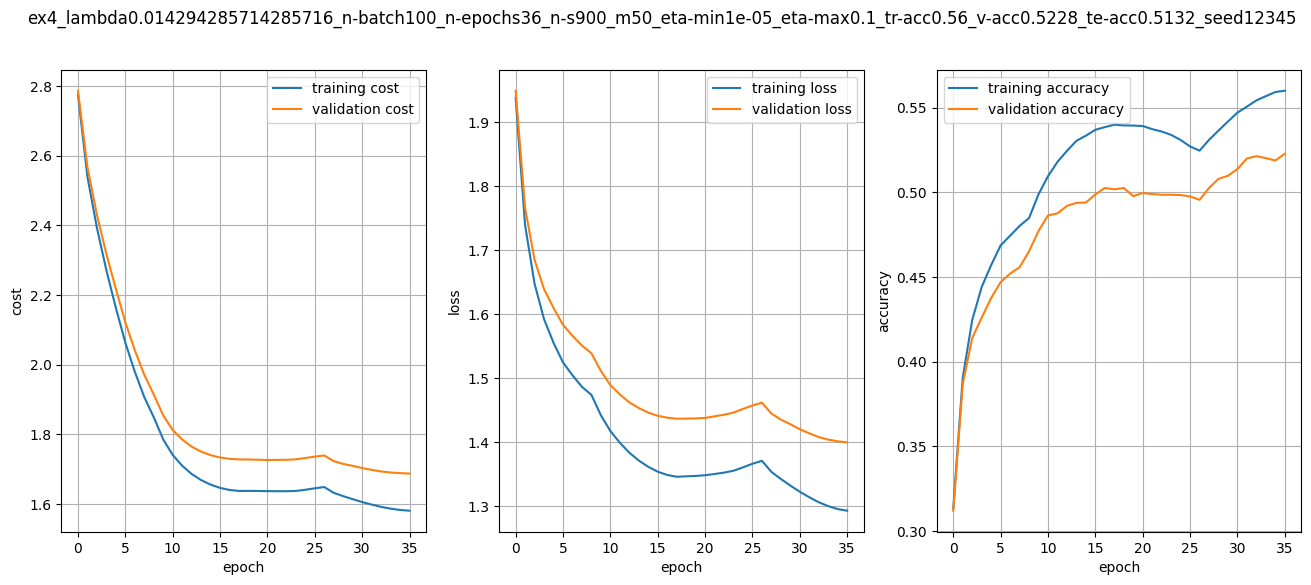 ex4_lambda0.014294285714285716_n-batch100_n-epochs36_n-s900_m50_eta-min1e-05_eta-max0.1_tr-acc0.56_v-acc0.5228_te-acc0.5132_seed12345
training cost
validation cost
2.8
2.6
2.4
2.2
2.0
1.8
1.6
cost
0 5 10 15 20 25 30 35
epoch
training loss
validation loss
1.9
1.8
1.7
1.6
1.5
1.4
1.3
loss
0 5 10 15 20 25 30 35
epoch
training accuracy
validation accuracy
0.55
0.50
0.45
0.40
0.35
0.30
accuracy
0 5 10 15 20 25 30 35
epoch